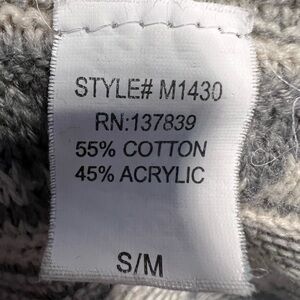 STYLE# M1430
RN:137839
55% COTTON
45% ACRYLIC
S/M